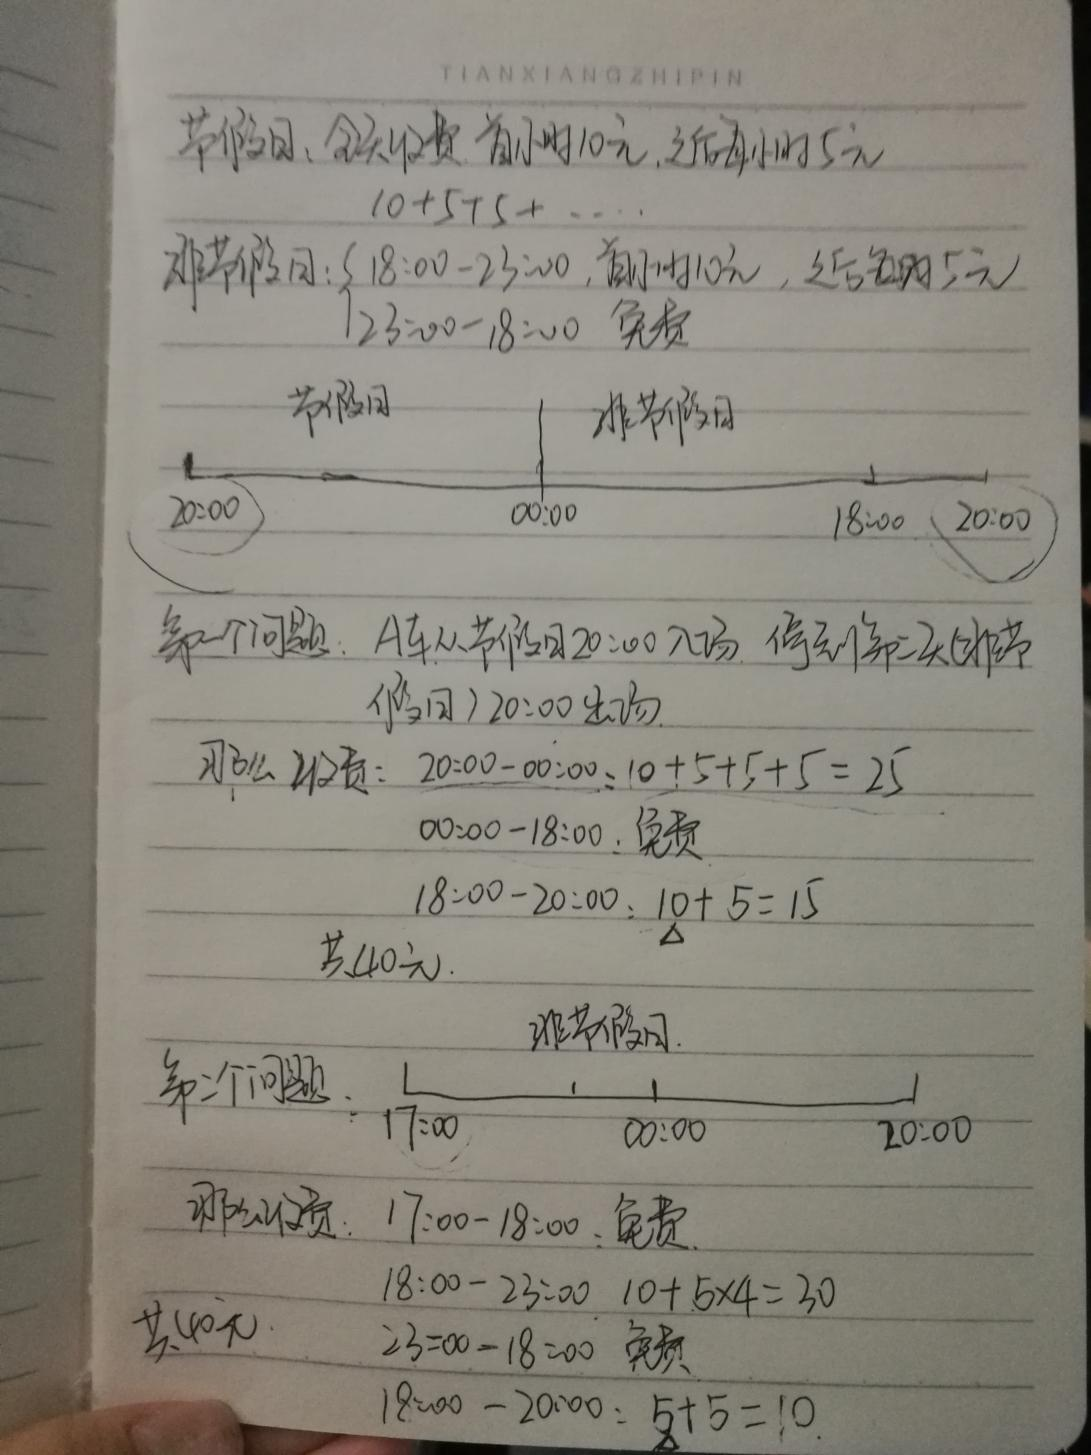 TIANXIANGZHIPIN
节假日、全天收费 首小时10元、之后每小时5元
10+5+5+ ·····
非节假日:{ 18:00-23:00, 首小时10元, 之后每小时5元
23:00-18:00 免费
节假日 非节假日
20:00 00:00 18:00 20:00
第一个问题: A车从节假日20:00入场 停到第二天(非节
假日)20:00出场.
那么收费: 20:00-00:00: 10+5+5+5=25
00:00-18:00: 免费
18:00-20:00: 10+5=15
共40元.
非节假日.
第二个问题:
17:00 00:00 20:00
那么收费: 17:00-18:00: 免费.
18:00-23:00 10+5×4=30
共40元. 23:00-18:00 免费
18:00-20:00: 5+5=10.